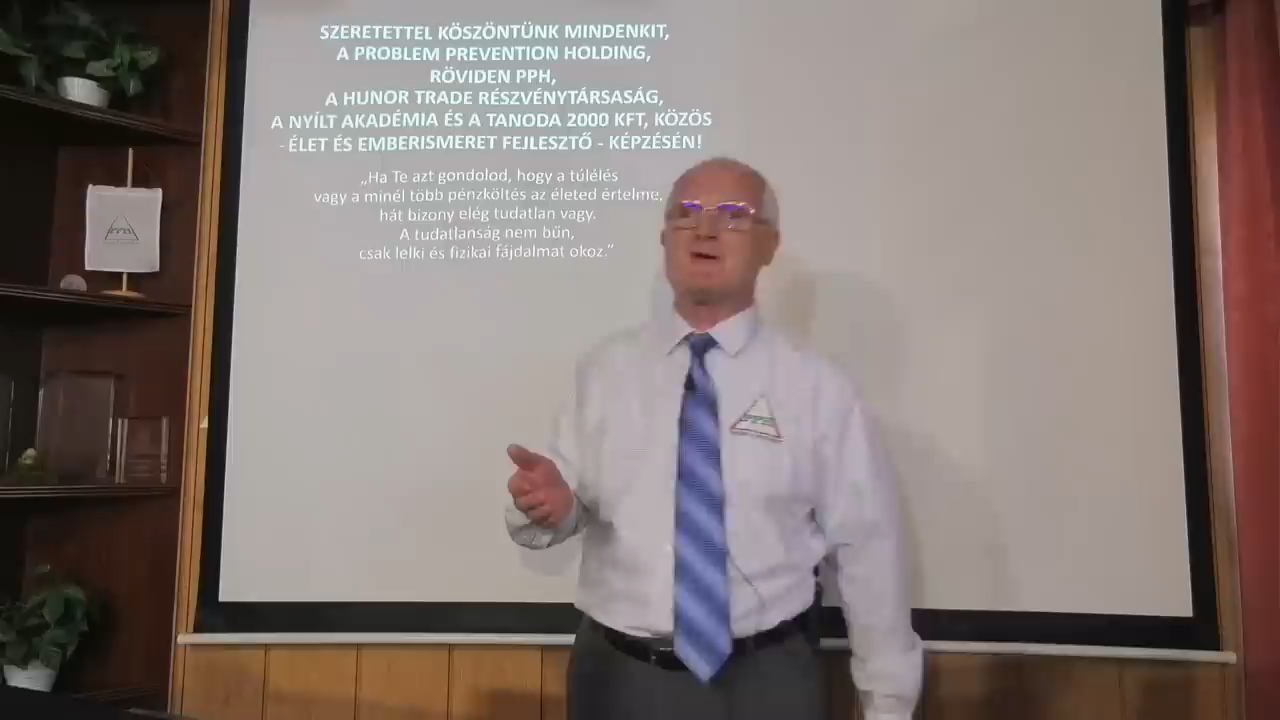 SZERETETTEL KÖSZÖNTÜNK MINDENKIT,
A PROBLEM PREVENTION HOLDING,
RÖVIDEN PPH,
A HUNOR TRADE RÉSZVÉNYTÁRSASÁG,
A NYÍLT AKADÉMIA ÉS A TANODA 2000 KFT, KÖZÖS
- ÉLET ÉS EMBERISMERET FEJLESZTŐ - KÉPZÉSÉN!
„Ha Te azt gondolod, hogy a túlélés
vagy a minél több pénzköltés az életed értelme,
hát bizony elég tudatlan vagy.
A tudatlanság nem bűn,
csak lelki és fizikai fájdalmat okoz.”